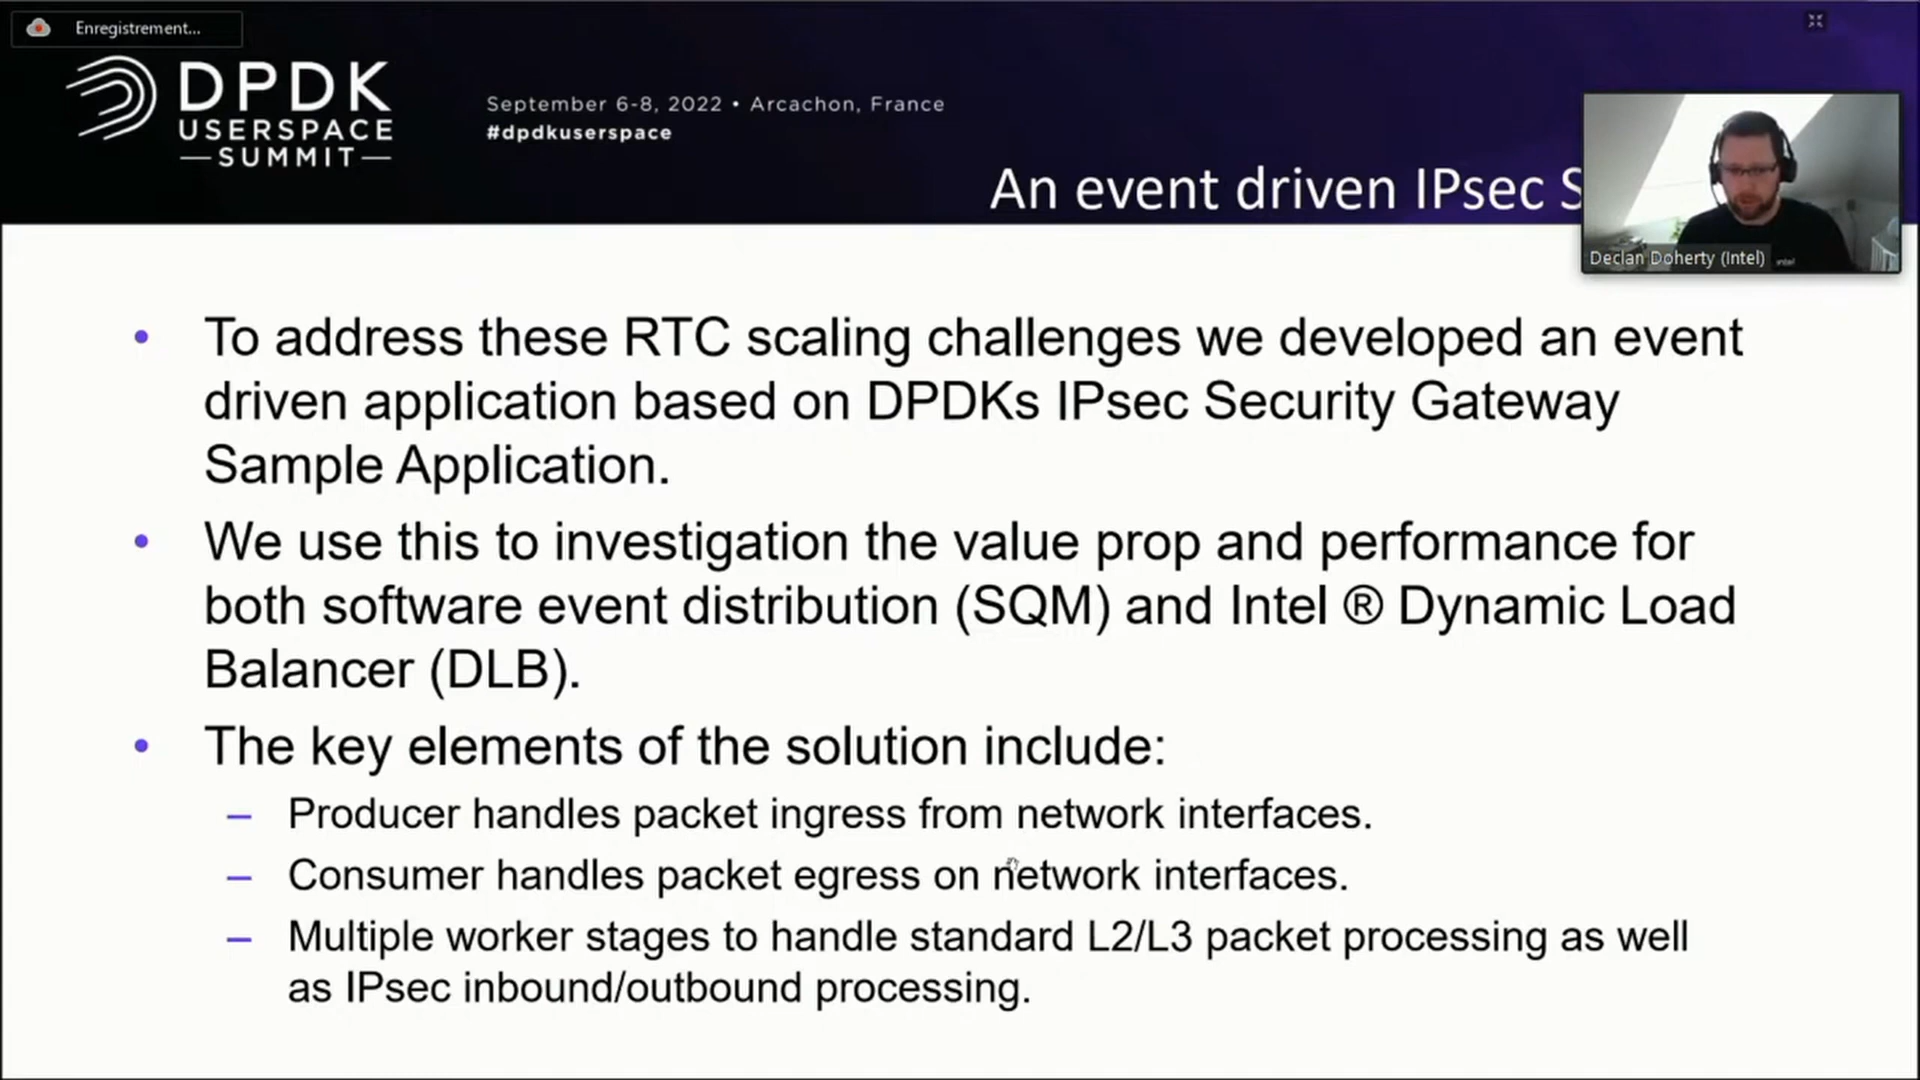 Enregistrement...
DPDK
USERSPACE
SUMMIT
September 6-8, 2022 • Arcachon, France
#dpdkuserspace
An event driven IPsec S
Declan Doherty (Intel)
intel
• To address these RTC scaling challenges we developed an event
driven application based on DPDKs IPsec Security Gateway
Sample Application.
• We use this to investigation the value prop and performance for
both software event distribution (SQM) and Intel ® Dynamic Load
Balancer (DLB).
• The key elements of the solution include:
– Producer handles packet ingress from network interfaces.
– Consumer handles packet egress on network interfaces.
– Multiple worker stages to handle standard L2/L3 packet processing as well
as IPsec inbound/outbound processing.